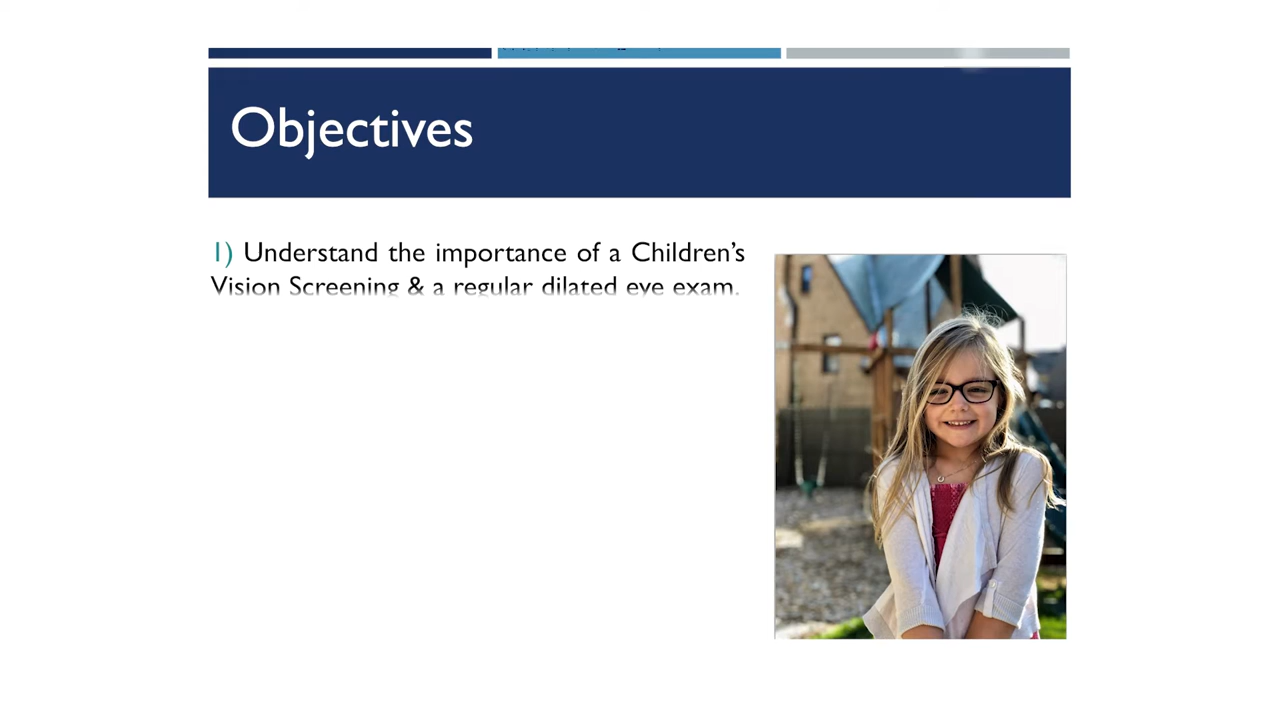 Objectives
1) Understand the importance of a Children’s
Vision Screening & a regular dilated eye exam.